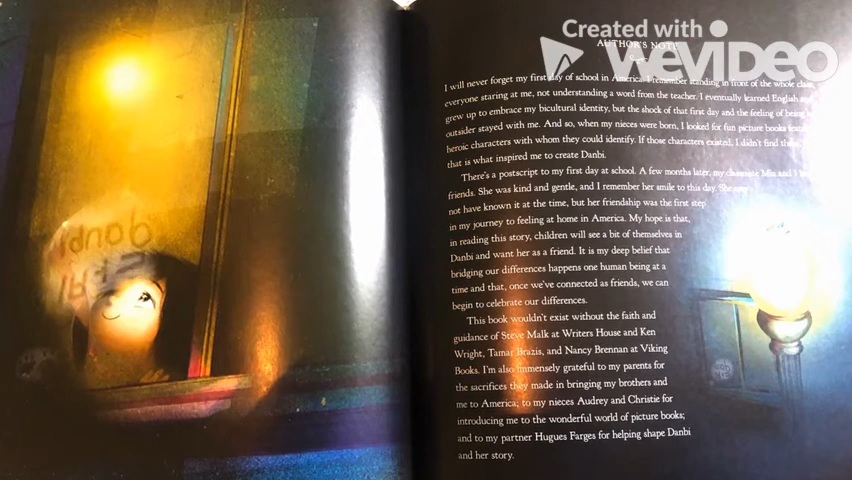 Created with
WEVIDEO
AUTHOR'S NOTE
I will never forget my first day of school in America. I remember standing in front of the whole class,
everyone staring at me, not understanding a word from the teacher. I eventually learned English and
grew up to embrace my bicultural identity, but the shock of that first day and the feeling of being
outsider stayed with me. And so, when my nieces were born, I looked for fun picture books
heroic characters with whom they could identify. If those characters existed, I didn't find
that is what inspired me to create Danbi.
There's a postscript to my first day at school. A few months later, my classmate Mia and I
friends. She was kind and gentle, and I remember her smile to this day. She may
not have known it at the time, but her friendship was the first step
in my journey to feeling at home in America. My hope is that,
in reading this story, children will see a bit of themselves in
Danbi and want her as a friend. It is my deep belief that
bridging our differences happens one human being at a
time and that, once we've connected as friends, we can
begin to celebrate our differences.
This book wouldn't exist without the faith and
guidance of Steve Malk at Writers House and Ken
Wright, Tamar Brazis, and Nancy Brennan at Viking
Books. I'm also immensely grateful to my parents for
the sacrifices they made in bringing my brothers and
me to America; to my nieces Audrey and Christie for
introducing me to the wonderful world of picture books;
and to my partner Hugues Farges for helping shape Danbi
and her story.